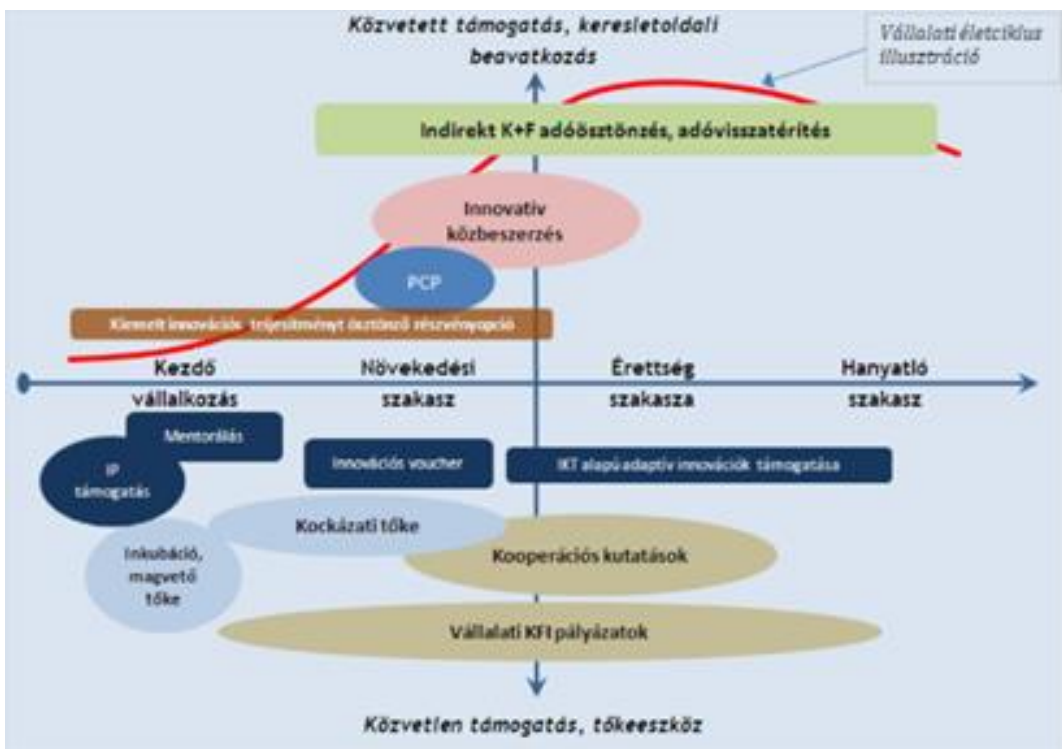 Közvetett támogatás, keresletoldali
beavatkozás
Vállalati életciklus
illusztráció
Indirekt K+F adóösztönzés, adóvisszatérítés
Innovatív
közbeszerzés
PCP
Kiemelt innovációs teljesítményt ösztönző részvényopció
Kezdő
vállalkozás
Növekedési
szakasz
Érettség
szakasza
Hanyatló
szakasz
Mentorálás
IP
támogatás
Innovációs voucher
IKT alapú adaptív innovációk támogatása
Kockázati tőke
Inkubáció,
magvető
tőke
Kooperációs kutatások
Vállalati KFI pályázatok
Közvetlen támogatás, tőkeeszköz